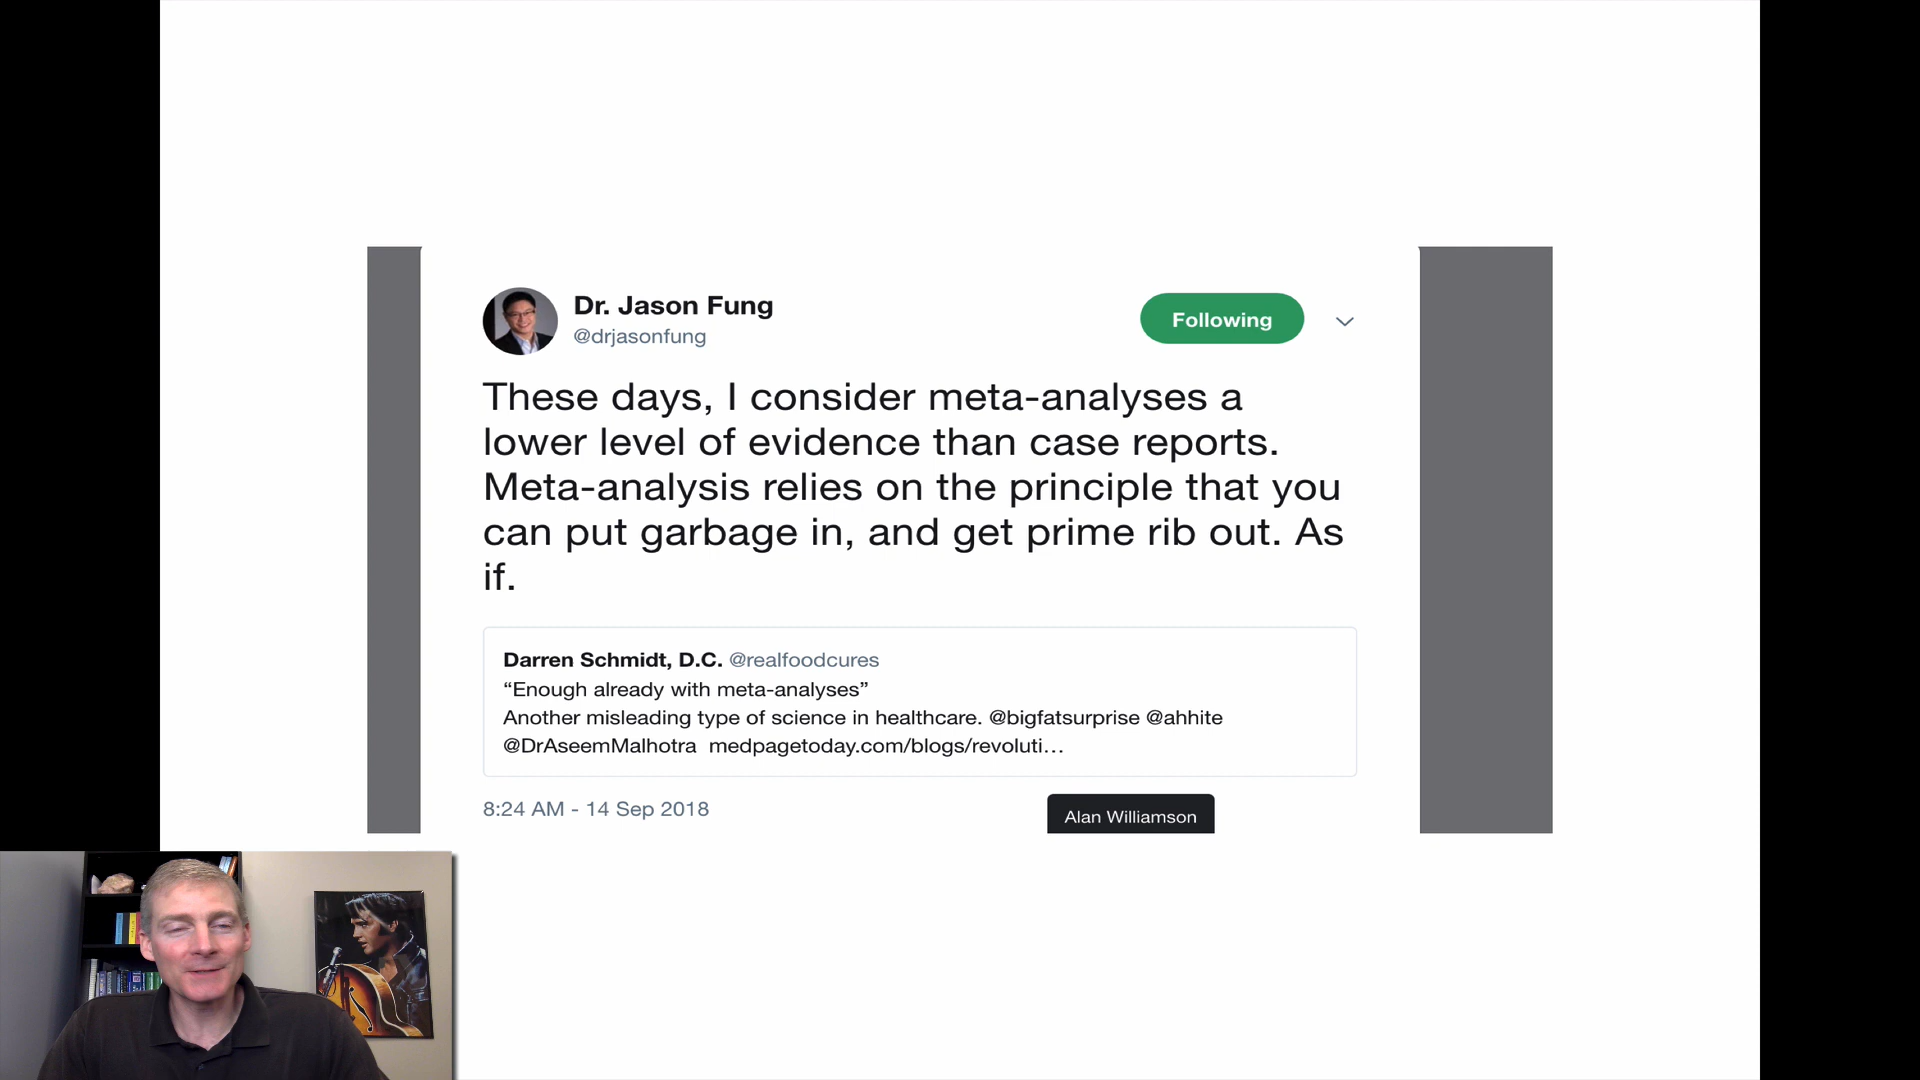 Dr. Jason Fung
@drjasonfung
Following
These days, I consider meta-analyses a
lower level of evidence than case reports.
Meta-analysis relies on the principle that you
can put garbage in, and get prime rib out. As
if.
Darren Schmidt, D.C. @realfoodcures
“Enough already with meta-analyses”
Another misleading type of science in healthcare. @bigfatsurprise @ahhite
@DrAseemMalhotra medpagetoday.com/blogs/revoluti…
8:24 AM - 14 Sep 2018
Alan Williamson